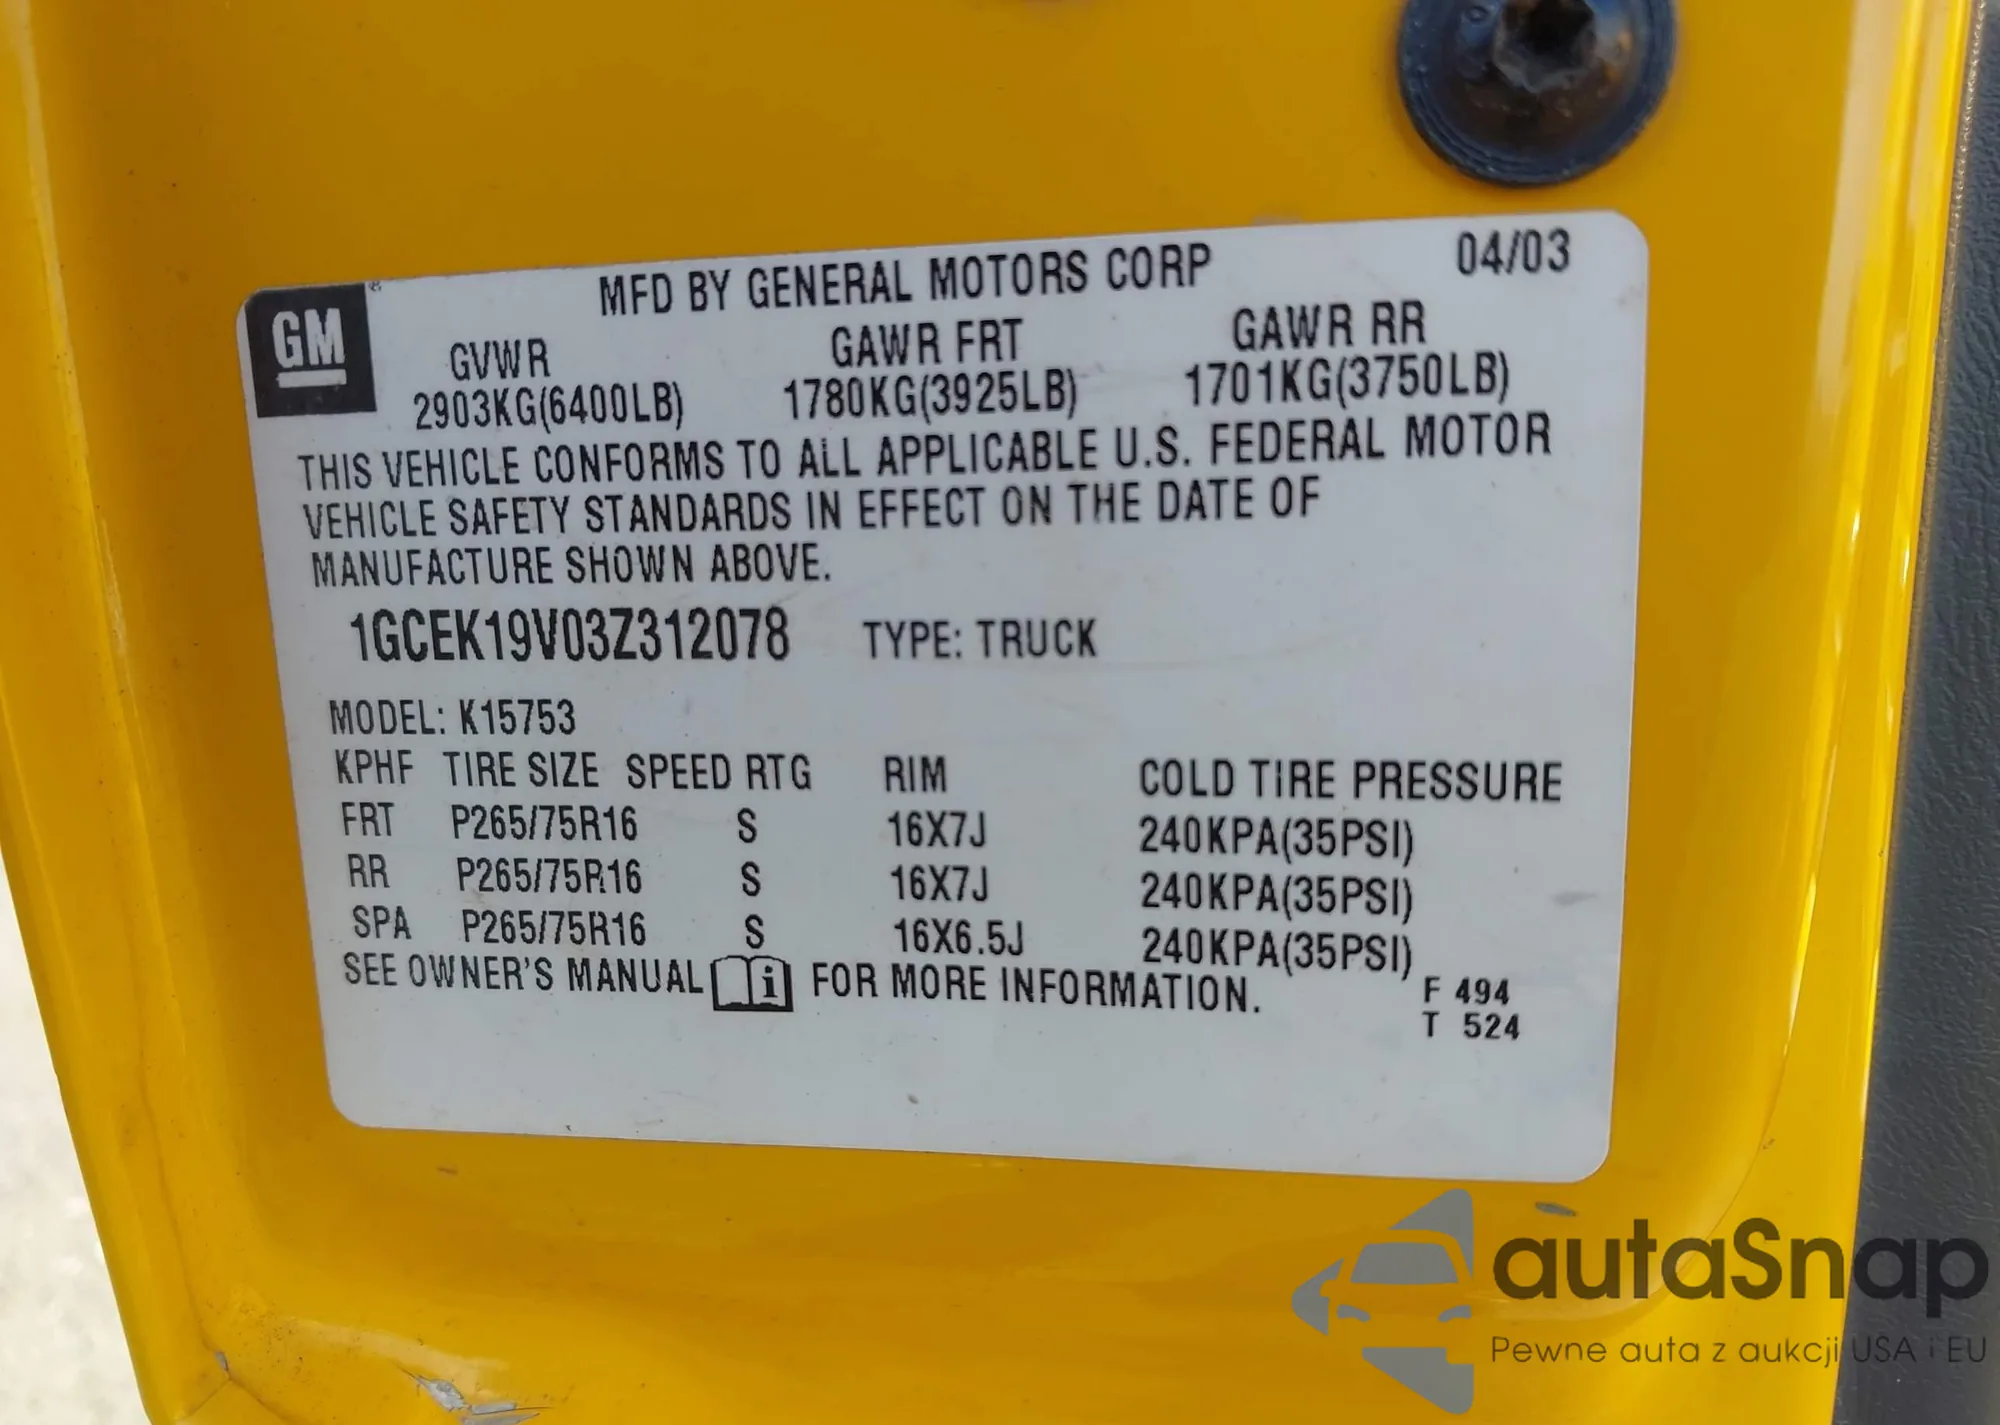 MFD BY GENERAL MOTORS CORP 04/03
GM
®
GVWR GAWR FRT GAWR RR
2903KG(6400LB) 1780KG(3925LB) 1701KG(3750LB)
THIS VEHICLE CONFORMS TO ALL APPLICABLE U.S. FEDERAL MOTOR
VEHICLE SAFETY STANDARDS IN EFFECT ON THE DATE OF
MANUFACTURE SHOWN ABOVE.
1GCEK19V03Z312078 TYPE: TRUCK
MODEL: K15753
KPHF TIRE SIZE SPEED RTG RIM COLD TIRE PRESSURE
FRT P265/75R16 S 16X7J 240KPA(35PSI)
RR P265/75R16 S 16X7J 240KPA(35PSI)
SPA P265/75R16 S 16X6.5J 240KPA(35PSI)
SEE OWNER'S MANUAL i FOR MORE INFORMATION.
F 494
T 524
autaSnap
Pewne auta z aukcji USA i EU